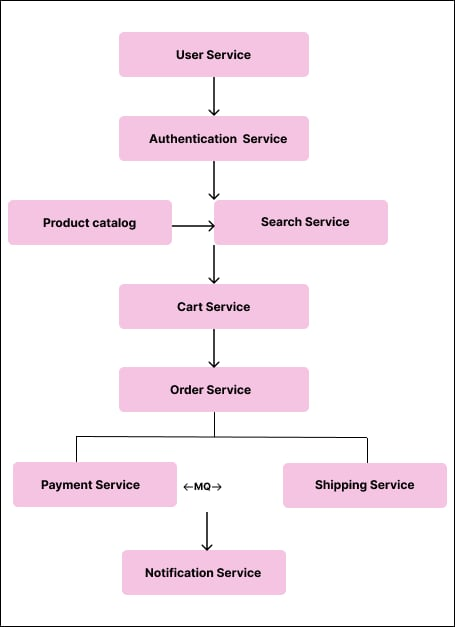 User Service
Authentication Service
Product catalog
Search Service
Cart Service
Order Service
Payment Service
MQ
Shipping Service
Notification Service